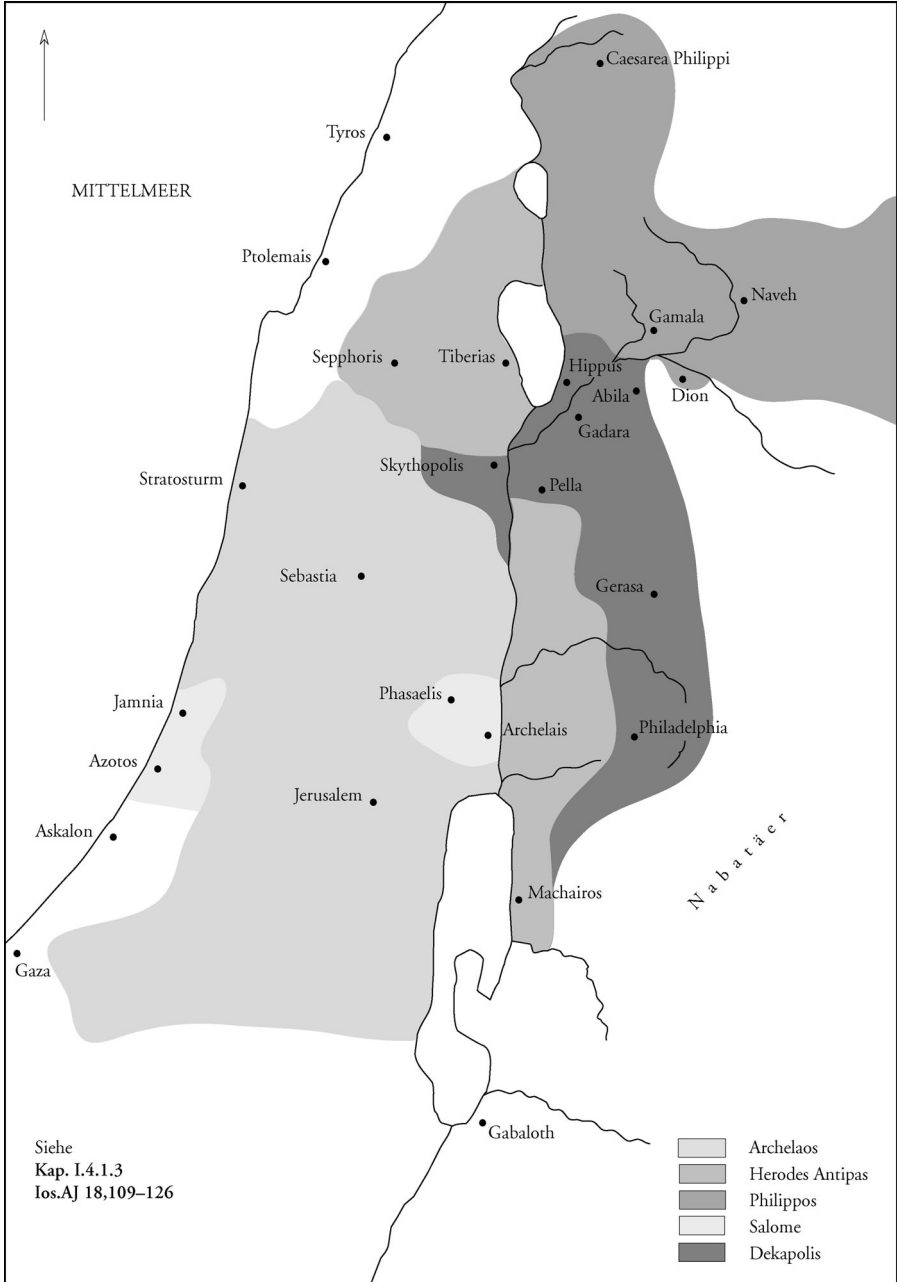 Caesarea Philippi
Tyros
MITTELMEER
Ptolemais
Naveh
Gamala
Sepphoris
Tiberias
Hippus
Abila
Dion
Gadara
Skythopolis
Stratosturm
Pella
Sebastia
Gerasa
Phasaelis
Jamnia
Archelais
Philadelphia
Azotos
Jerusalem
Askalon
Nabatäer
Machairos
Gaza
Gabaloth
Siehe
Kap. I.4.1.3
Ios.AJ 18,109–126
Archelaos
Herodes Antipas
Philippos
Salome
Dekapolis